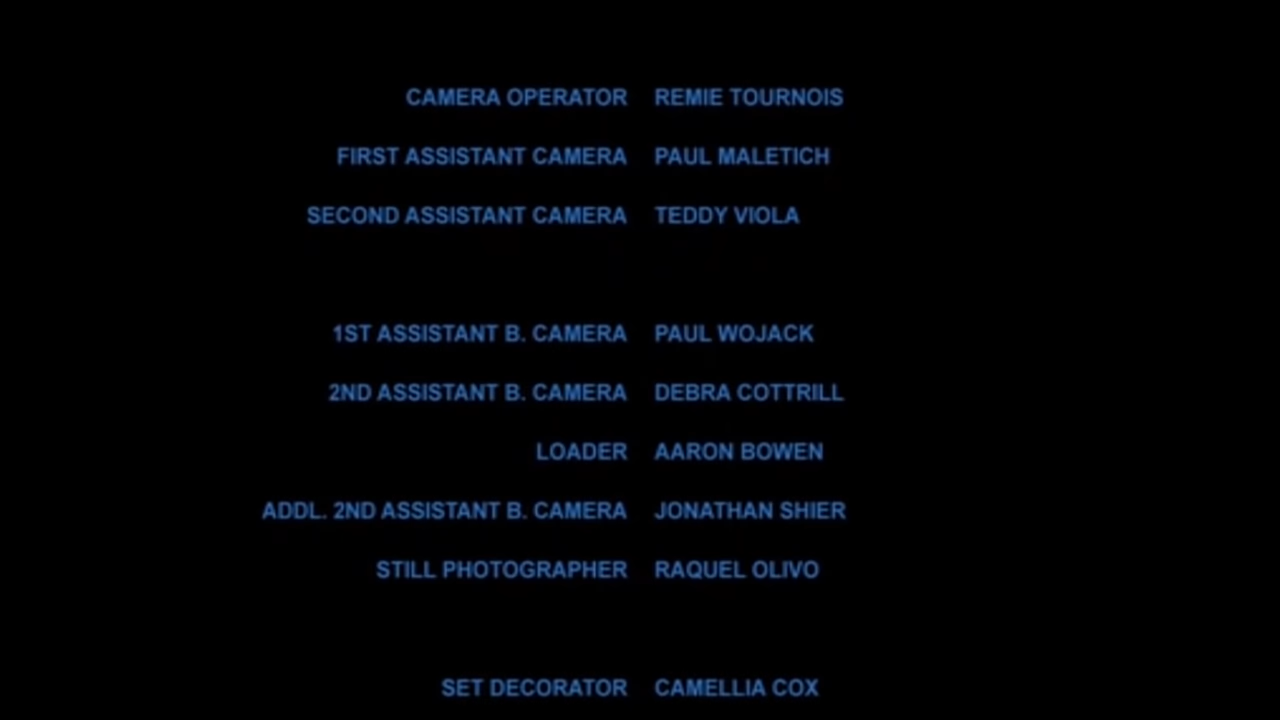 CAMERA OPERATOR REMIE TOURNOIS
FIRST ASSISTANT CAMERA PAUL MALETICH
SECOND ASSISTANT CAMERA TEDDY VIOLA
1ST ASSISTANT B. CAMERA PAUL WOJACK
2ND ASSISTANT B. CAMERA DEBRA COTTRILL
LOADER AARON BOWEN
ADDL. 2ND ASSISTANT B. CAMERA JONATHAN SHIER
STILL PHOTOGRAPHER RAQUEL OLIVO
SET DECORATOR CAMELLIA COX